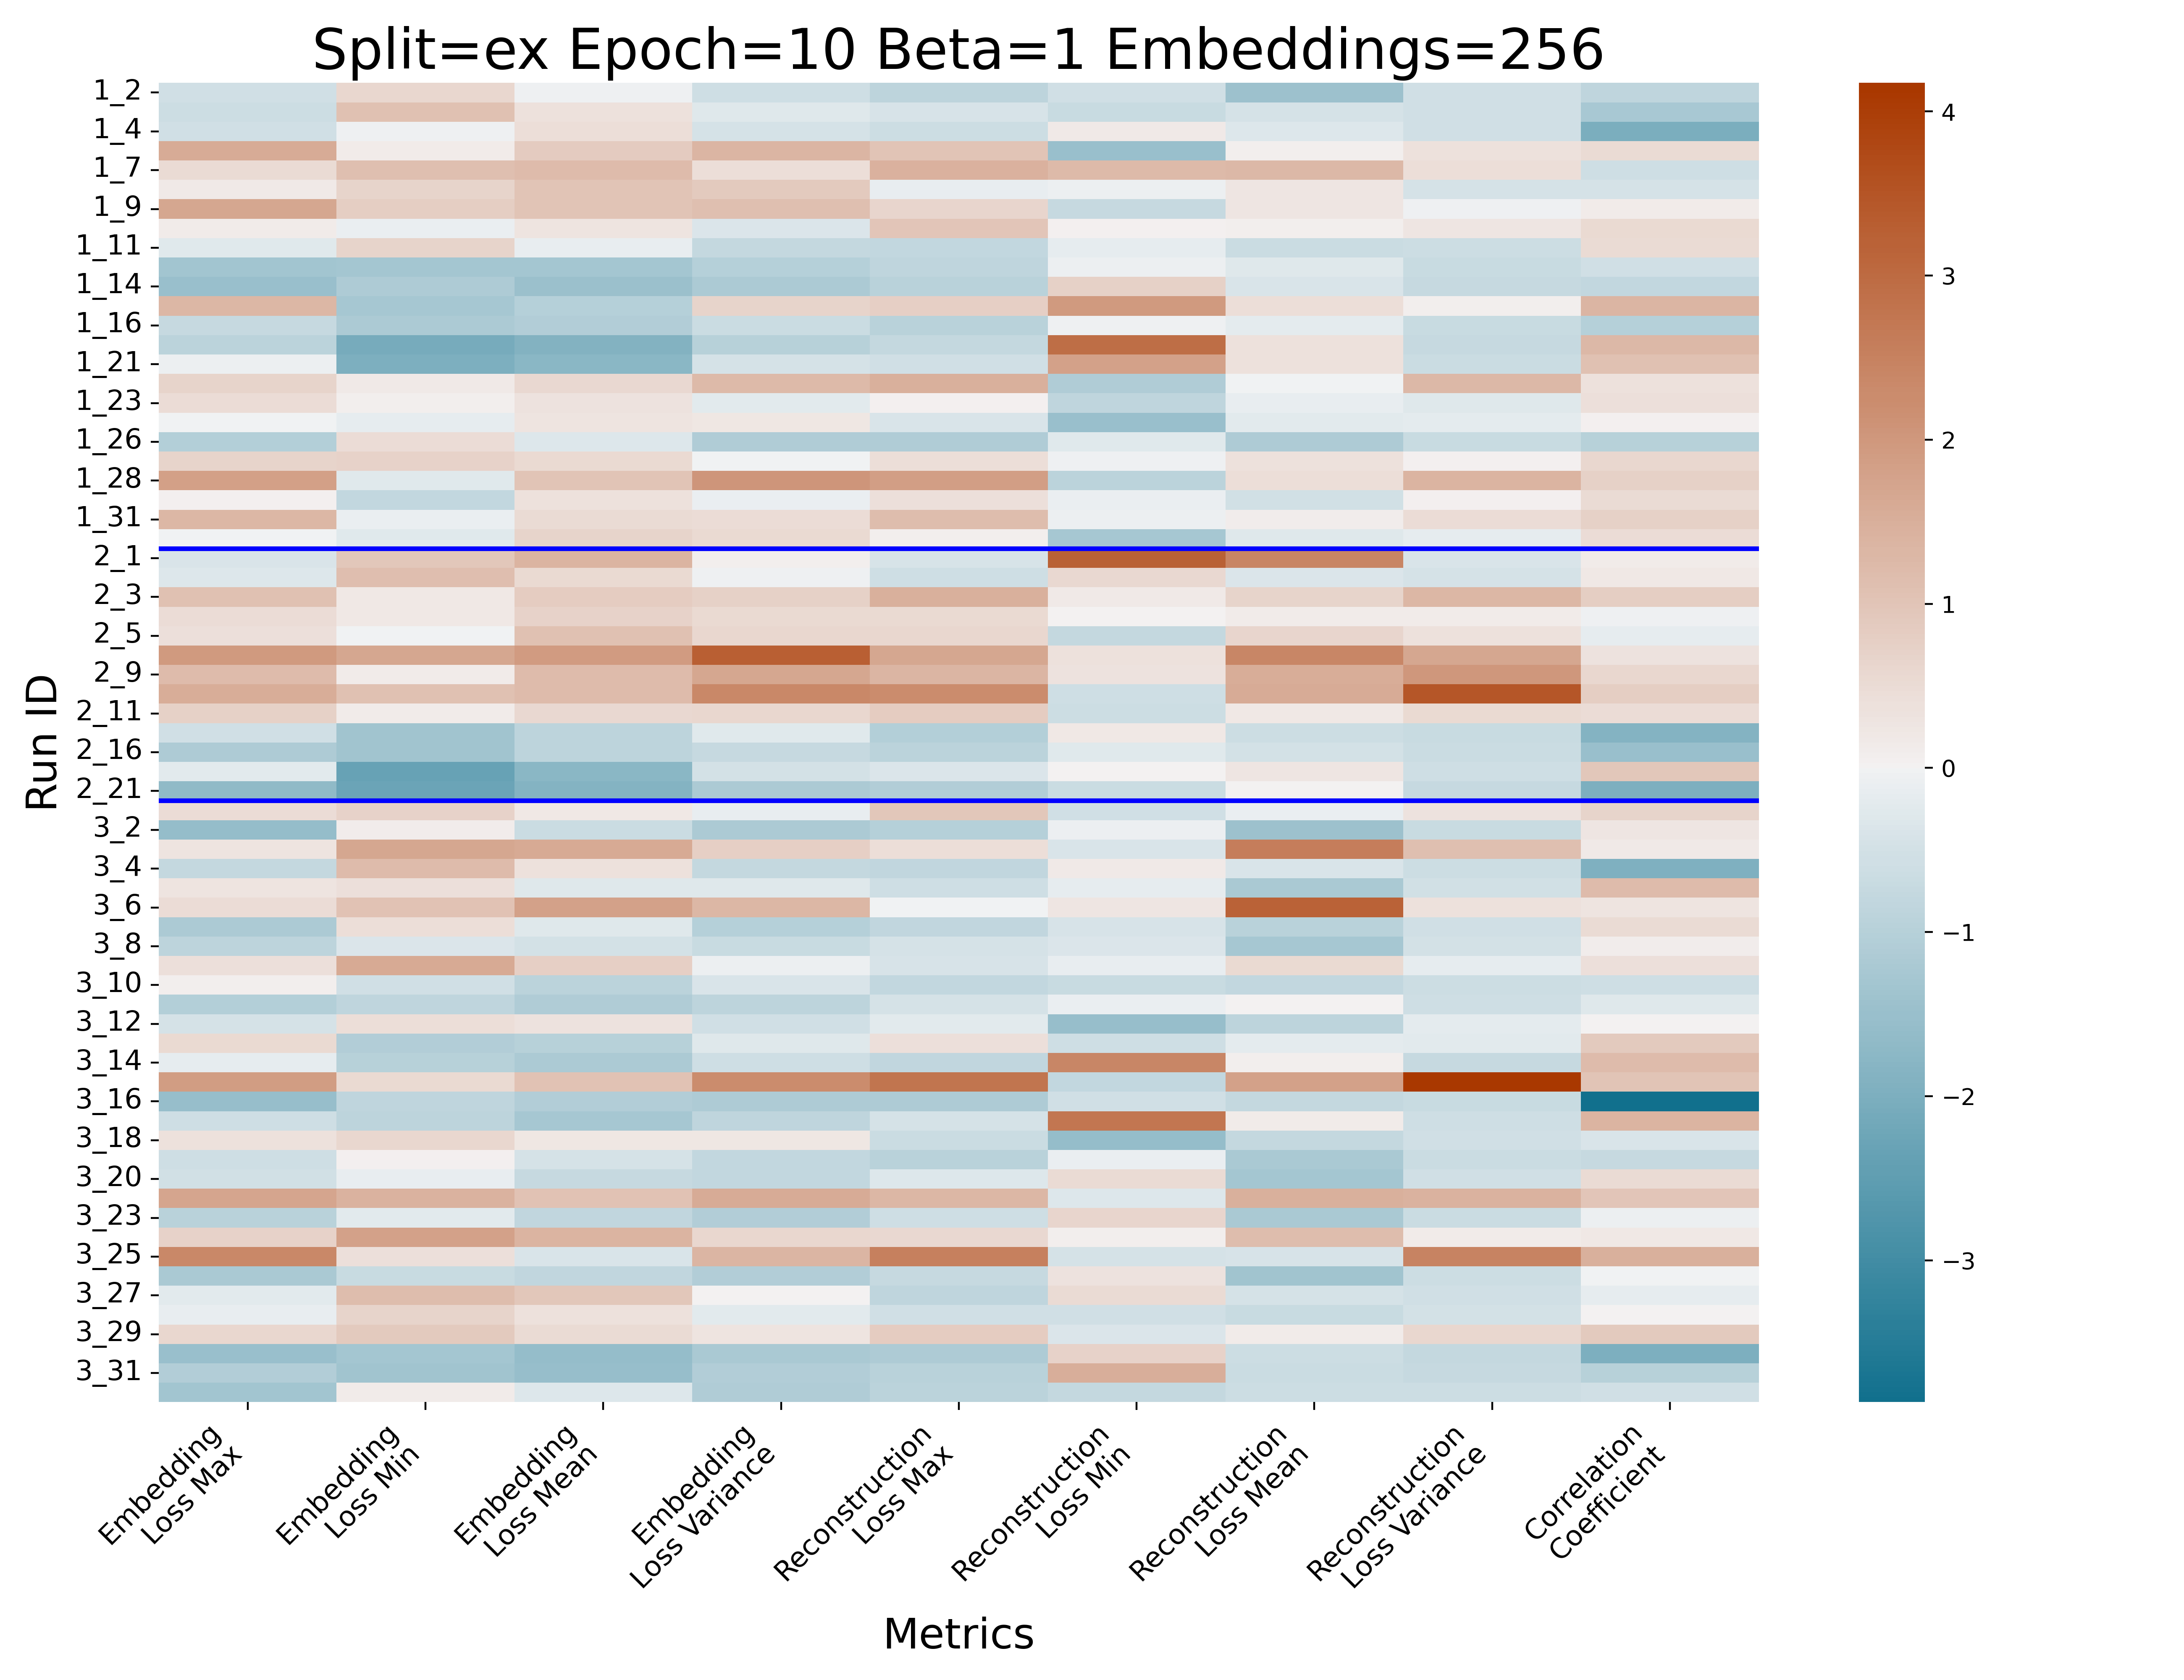 Split=ex Epoch=10 Beta=1 Embeddings=256
Run ID
1_2
1_4
1_7
1_9
1_11
1_14
1_16
1_21
1_23
1_26
1_28
1_31
2_1
2_3
2_5
2_9
2_11
2_16
2_21
3_2
3_4
3_6
3_8
3_10
3_12
3_14
3_16
3_18
3_20
3_23
3_25
3_27
3_29
3_31
Embedding
Loss Max
Embedding
Loss Min
Embedding
Loss Mean
Embedding
Loss Variance
Reconstruction
Loss Max
Reconstruction
Loss Min
Reconstruction
Loss Mean
Reconstruction
Loss Variance
Correlation
Coefficient
Metrics
4
3
2
1
0
−1
−2
−3